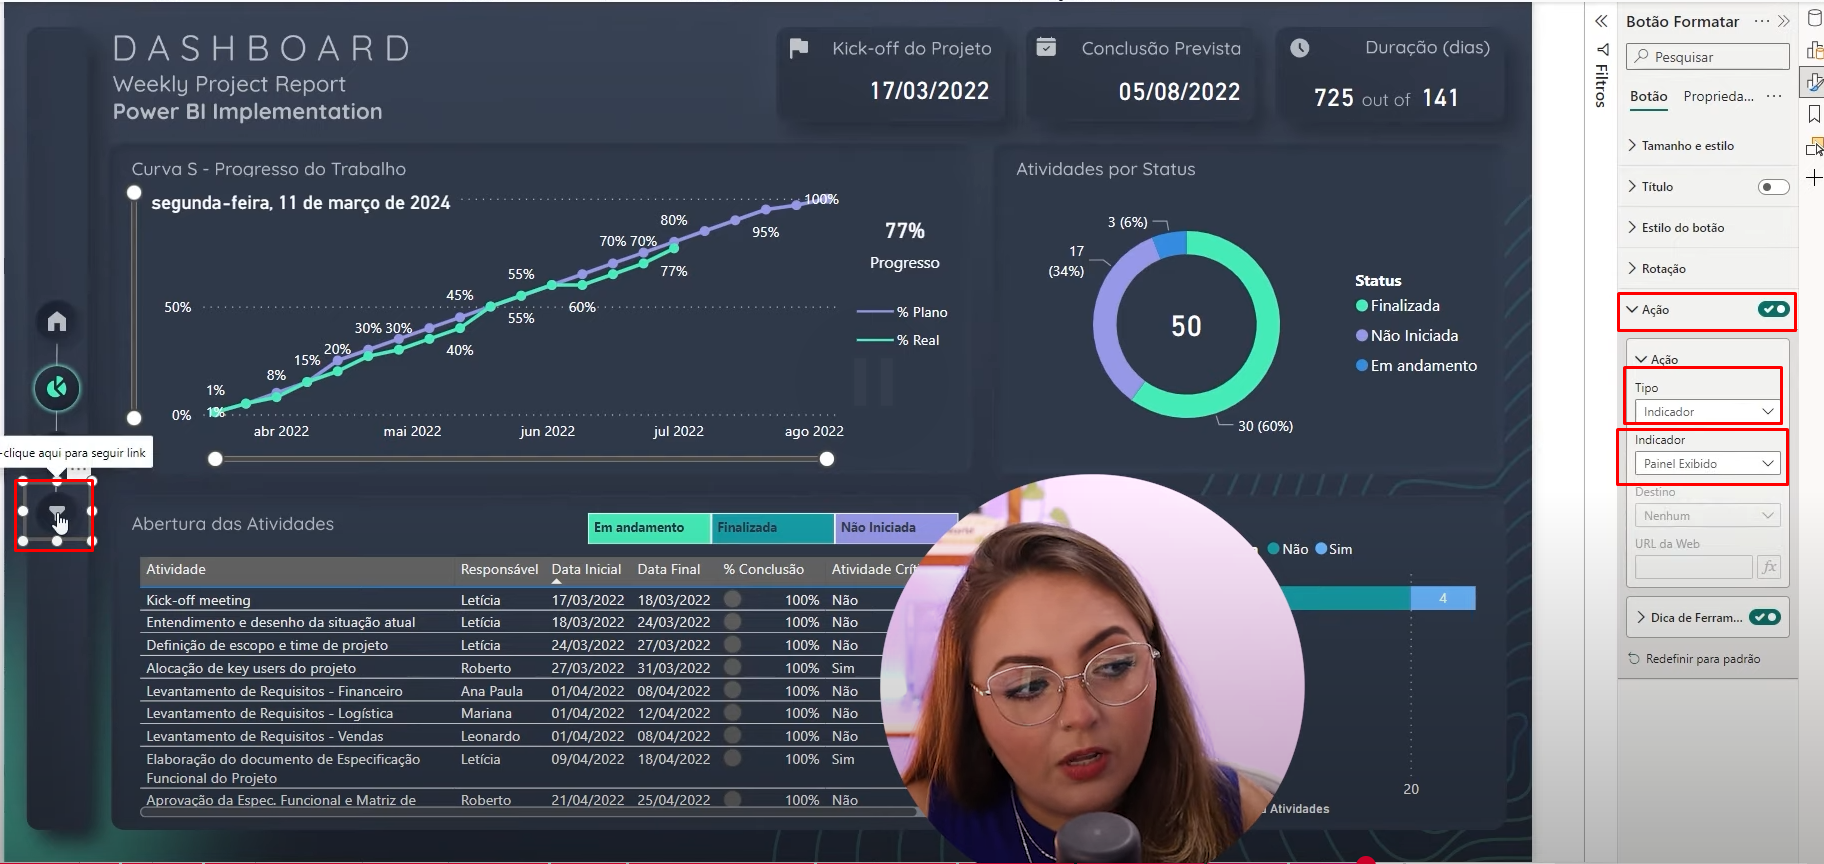 DASHBOARD
Weekly Project Report
Power BI Implementation
Kick-off do Projeto
17/03/2022
Conclusão Prevista
05/08/2022
Duração (dias)
725 out of 141
Curva S - Progresso do Trabalho
segunda-feira, 11 de março de 2024
100%
80%
95%
70% 70%
77%
55%
60%
45%
55%
50%
30% 30%
40%
20%
15%
8%
1%
1%
0%
abr 2022
mai 2022
jun 2022
jul 2022
ago 2022
77%
Progresso
% Plano
% Real
Atividades por Status
3 (6%)
17
(34%)
50
30 (60%)
Status
Finalizada
Não Iniciada
Em andamento
-clique aqui para seguir link
Abertura das Atividades
Em andamento
Finalizada
Não Iniciada
Atividade Responsável Data Inicial Data Final % Conclusão Atividade Crít
Kick-off meeting Letícia 17/03/2022 18/03/2022 100% Não
Entendimento e desenho da situação atual Letícia 18/03/2022 24/03/2022 100% Não
Definição de escopo e time de projeto Letícia 24/03/2022 27/03/2022 100% Não
Alocação de key users do projeto Roberto 27/03/2022 31/03/2022 100% Sim
Levantamento de Requisitos - Financeiro Ana Paula 01/04/2022 08/04/2022 100% Não
Levantamento de Requisitos - Logística Mariana 01/04/2022 12/04/2022 100% Não
Levantamento de Requisitos - Vendas Leonardo 01/04/2022 08/04/2022 100% Não
Elaboração do documento de Especificação Letícia 09/04/2022 18/04/2022 100% Sim
Funcional do Projeto
Aprovação da Espec. Funcional e Matriz de Roberto 21/04/2022 25/04/2022 100% Não
Não Sim
4
20
Atividades
Filtros
Botão Formatar
Pesquisar
Botão Proprieda...
Tamanho e estilo
Título
Estilo do botão
Rotação
Ação
Ação
Tipo
Indicador
Indicador
Painel Exibido
Destino
Nenhum
URL da Web
fx
Dica de Ferram...
Redefinir para padrão